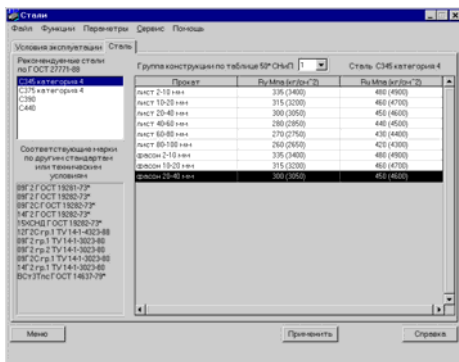 Стали
Файл Функции Параметры Сервис Помощь
Условия эксплуатации Сталь
Рекомендуемые стали
по ГОСТ 27771-88
С345 категория 4
С375 категория 4
С390
С440
Соответствующие марки
по другим стандартам
или техническим
условиям
09Г2 ГОСТ 19281-73*
09Г2 ГОСТ 19282-73*
09Г2С ГОСТ 19282-73*
14Г2 ГОСТ 19282-73*
15ХСНД ГОСТ 19282-73*
12Г2С гр.1 ТУ 14-1-4323-88
09Г2 гр.1 ТУ 14-1-3023-80
09Г2 гр.2 ТУ 14-1-3023-80
09Г2С гр.1 ТУ 14-1-3023-80
14Г2 гр.1 ТУ 14-1-3023-80
ВСт3Тпс ГОСТ 14637-79*
Группа конструкции по таблице 50* СНиП 1 Сталь С345 категория 4
Прокат Ry Мпа (кг/см^2) Ru Мпа (кг/см^2)
лист 2-10 мм 335 (3400) 480 (4900)
лист 10-20 мм 315 (3200) 460 (4700)
лист 20-40 мм 300 (3050) 450 (4600)
лист 40-60 мм 280 (2850) 440 (4500)
лист 60-80 мм 270 (2750) 430 (4400)
лист 80-100 мм 260 (2650) 420 (4300)
фасон 2-10 мм 335 (3400) 480 (4900)
фасон 10-20 мм 315 (3200) 460 (4700)
фасон 20-40 мм 300 (3050) 450 (4600)
Меню Применить Справка